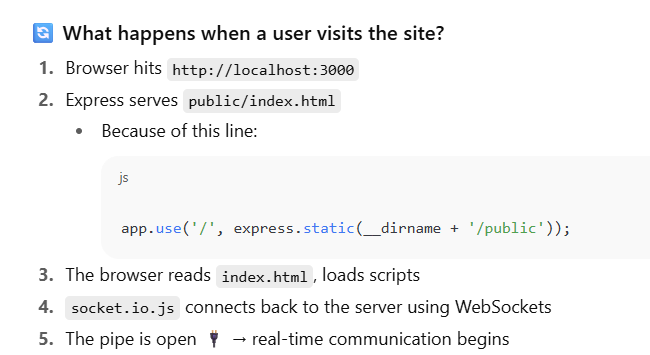 🔄 What happens when a user visits the site?
1. Browser hits http://localhost:3000
2. Express serves public/index.html
• Because of this line:
js
app.use('/', express.static(__dirname + '/public'));
3. The browser reads index.html, loads scripts
4. socket.io.js connects back to the server using WebSockets
5. The pipe is open 🔌 → real-time communication begins